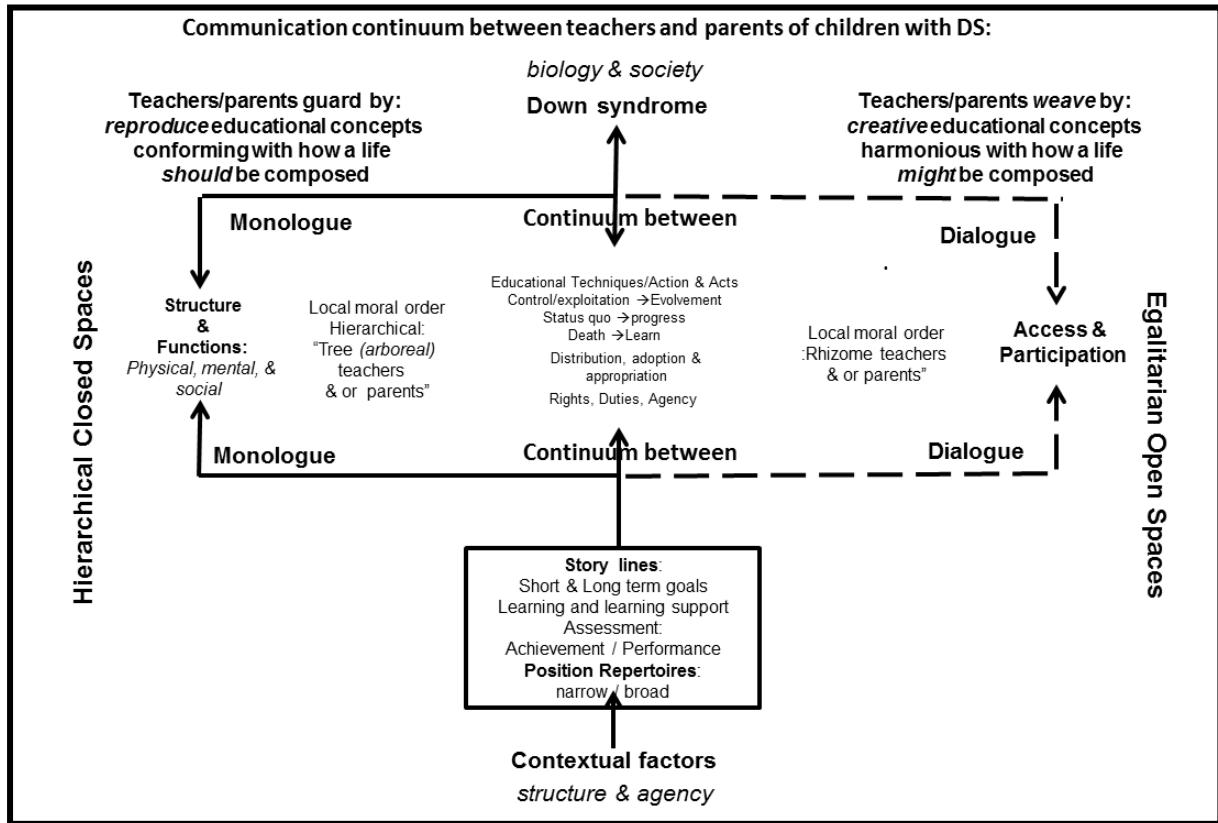 Communication continuum between teachers and parents of children with DS:
biology & society
Down syndrome
Teachers/parents guard by:
reproduce educational concepts
conforming with how a life
should be composed
Teachers/parents weave by:
creative educational concepts
harmonious with how a life
might be composed
Monologue
Continuum between
Dialogue
Hierarchical Closed Spaces
Structure
&
Functions:
Physical, mental, &
social
Local moral order
Hierarchical:
“Tree (arboreal)
teachers
& or parents”
Educational Techniques/Action & Acts
Control/exploitation →Evolvement
Status quo →progress
Death →Learn
Distribution, adoption &
appropriation
Rights, Duties, Agency
Local moral order
:Rhizome teachers
& or parents”
Access &
Participation
Egalitarian Open Spaces
Monologue
Continuum between
Dialogue
Story lines:
Short & Long term goals
Learning and learning support
Assessment:
Achievement / Performance
Position Repertoires:
narrow / broad
Contextual factors
structure & agency